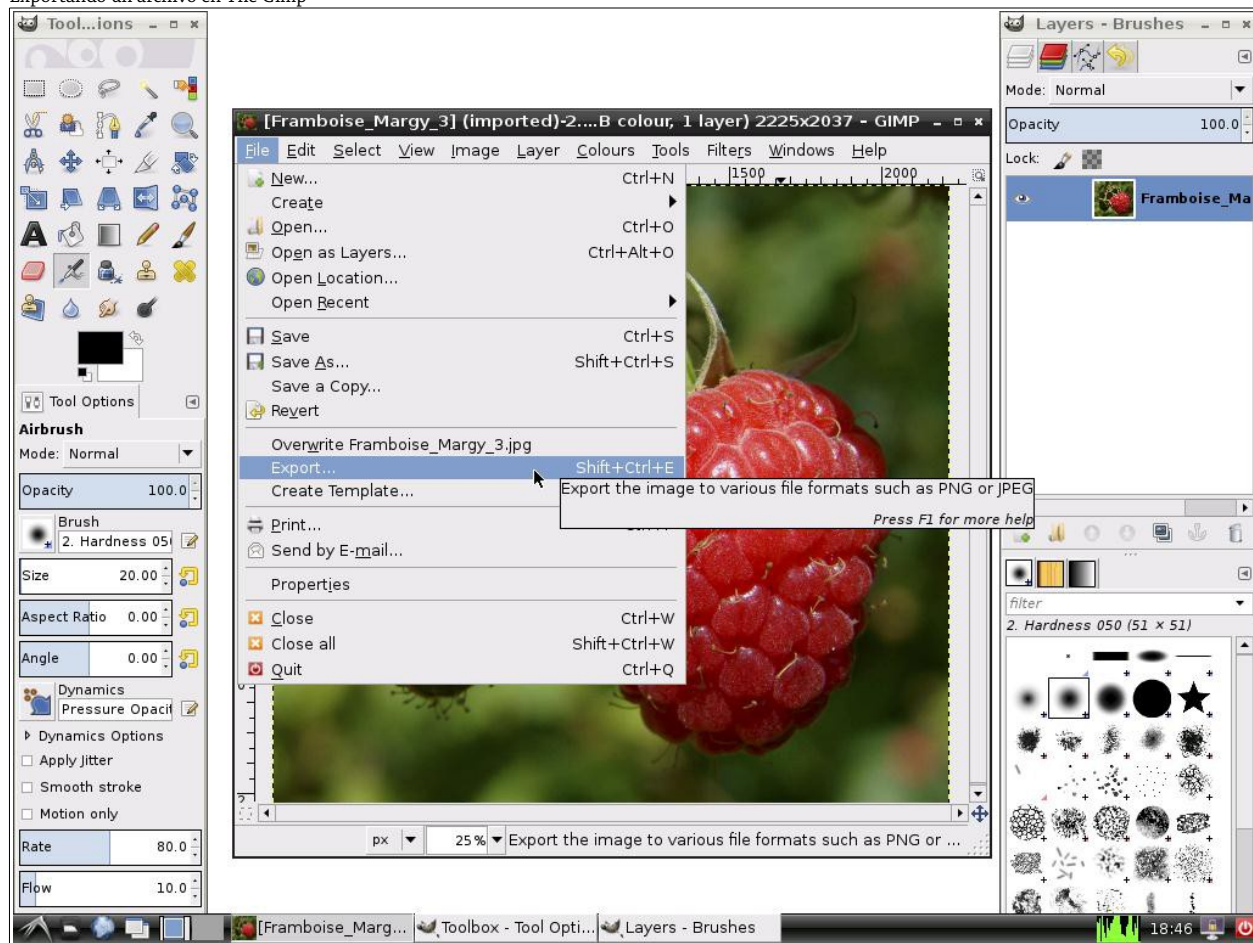 Exportando un archivo en The Gimp
Tool...ions
Tool Options
Airbrush
Mode: Normal
Opacity 100.0
Brush
2. Hardness 05
Size 20.00
Aspect Ratio 0.00
Angle 0.00
Dynamics
Pressure Opacit
Dynamics Options
Apply Jitter
Smooth stroke
Motion only
Rate 80.0
Flow 10.0
[Framboise_Margy_3] (imported)-2....B colour, 1 layer) 2225x2037 – GIMP
File Edit Select View Image Layer Colours Tools Filters Windows Help
1500 2000
New... Ctrl+N
Create
Open... Ctrl+O
Open as Layers... Ctrl+Alt+O
Open Location...
Open Recent
Save Ctrl+S
Save As... Shift+Ctrl+S
Save a Copy...
Revert
Overwrite Framboise_Margy_3.jpg
Export... Shift+Ctrl+E
Create Template...
Export the image to various file formats such as PNG or JPEG
Press F1 for more help
Print...
Send by E-mail...
Properties
Close Ctrl+W
Close all Shift+Ctrl+W
Quit Ctrl+Q
px 25 % Export the image to various file formats such as PNG or ...
Layers - Brushes
Mode: Normal
Opacity 100.0
Lock:
Framboise_Ma
filter
2. Hardness 050 (51 × 51)
[Framboise_Marg... Toolbox - Tool Opti... Layers - Brushes 18:46